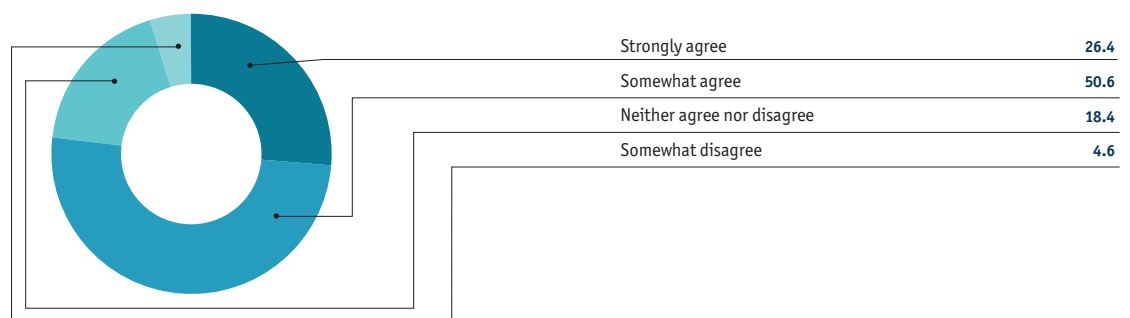 Strongly agree 26.4
Somewhat agree 50.6
Neither agree nor disagree 18.4
Somewhat disagree 4.6